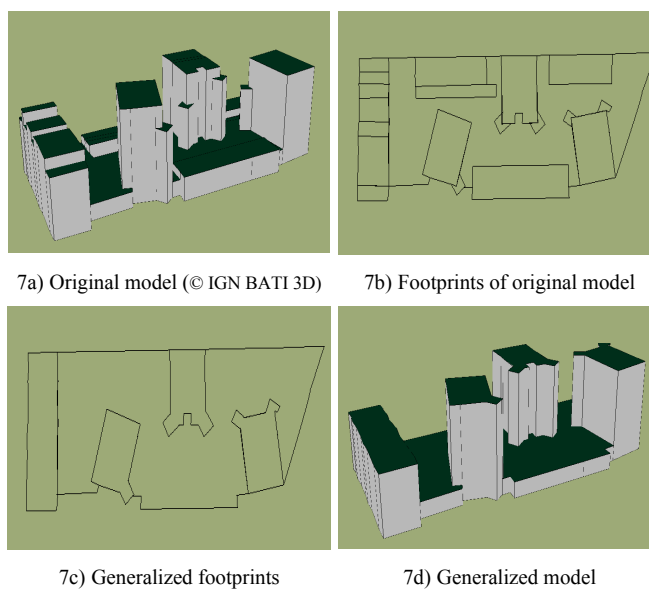 7a) Original model (© IGN BATI 3D)
7b) Footprints of original model
7c) Generalized footprints
7d) Generalized model